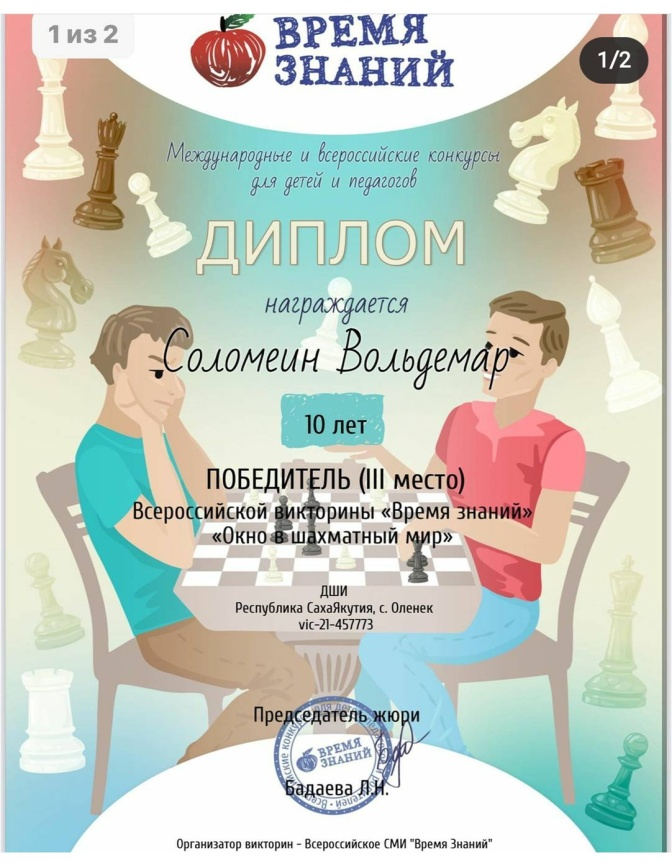 1 из 2
1/2
ВРЕМЯ
ЗНАНИЙ
Международные и всероссийские конкурсы
для детей и педагогов
ДИПЛОМ
награждается
Соломеин Вольдемар
10 лет
ПОБЕДИТЕЛЬ (III место)
Всероссийской викторины «Время знаний»
«Окно в шахматный мир»
ДШИ
Республика СахаЯкутия, с. Оленек
vic-21-457773
Председатель жюри
ВРЕМЯ
ЗНАНИЙ
Бадаева Л.Н.
Организатор викторин - Всероссийское СМИ "Время Знаний"